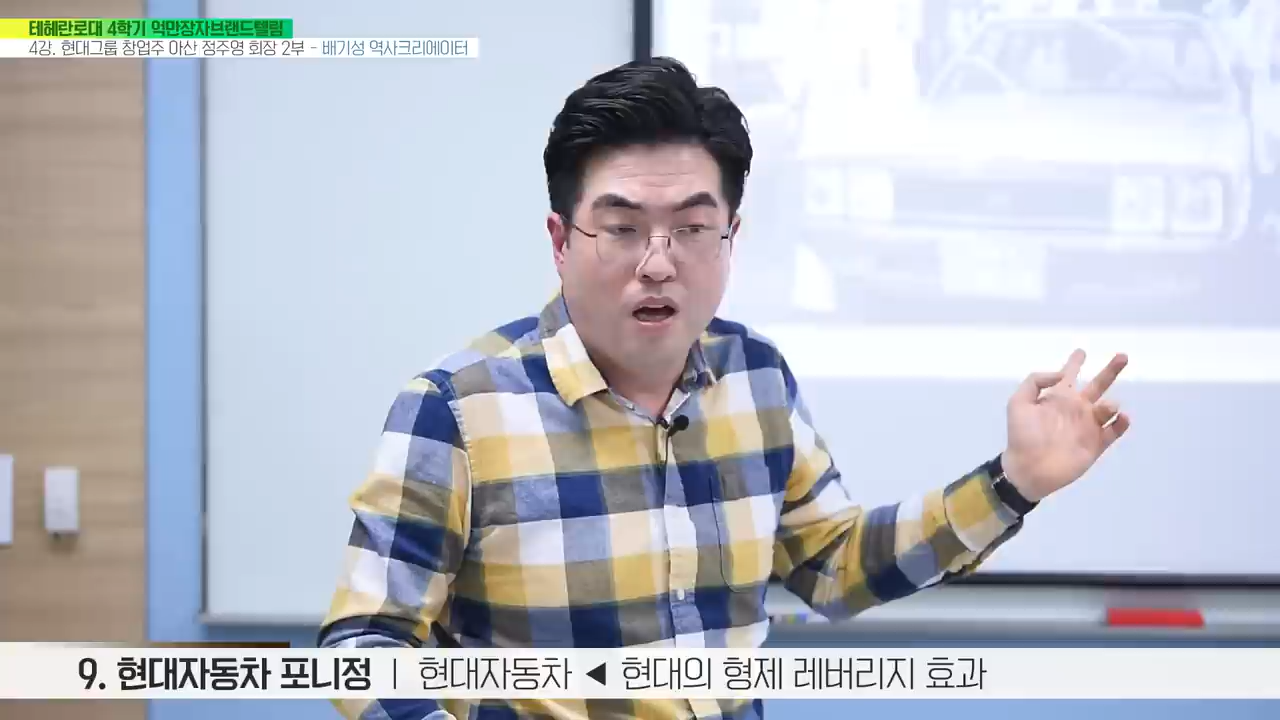 테헤란로대 4학기 억만장자브랜드텔링
4강. 현대그룹 창업주 아산 정주영 회장 2부 - 배기성 역사크리에이터
9. 현대자동차 포니정 | 현대자동차 ◀ 현대의 형제 레버리지 효과